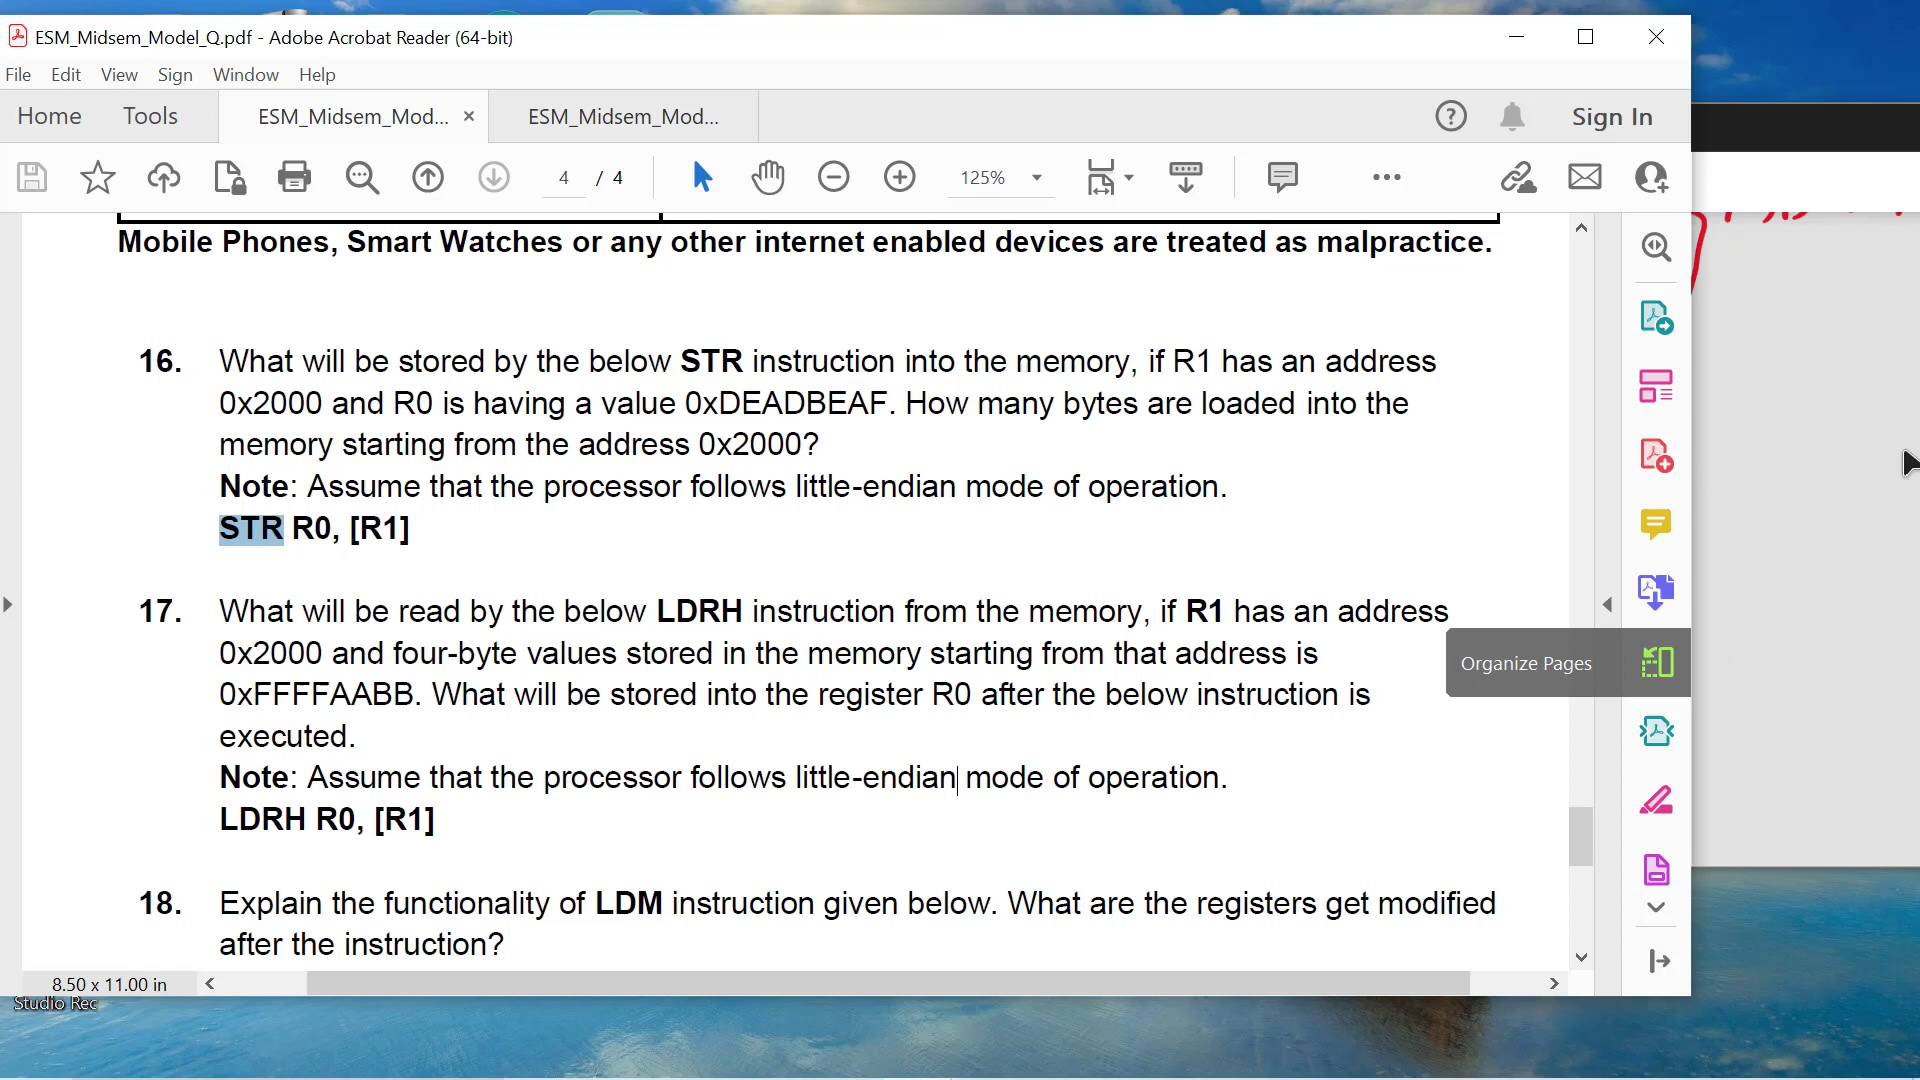 ESM_Midsem_Model_Q.pdf - Adobe Acrobat Reader (64-bit)
File Edit View Sign Window Help
Home Tools ESM_Midsem_Mod... × ESM_Midsem_Mod... Sign In
4 / 4 125%
Mobile Phones, Smart Watches or any other internet enabled devices are treated as malpractice.
16. What will be stored by the below STR instruction into the memory, if R1 has an address
0x2000 and R0 is having a value 0xDEADBEAF. How many bytes are loaded into the
memory starting from the address 0x2000?
Note: Assume that the processor follows little-endian mode of operation.
STR R0, [R1]
17. What will be read by the below LDRH instruction from the memory, if R1 has an address
0x2000 and four-byte values stored in the memory starting from that address is
Organize Pages
0xFFFFAABB. What will be stored into the register R0 after the below instruction is
executed.
Note: Assume that the processor follows little-endian mode of operation.
LDRH R0, [R1]
18. Explain the functionality of LDM instruction given below. What are the registers get modified
after the instruction?
8.50 x 11.00 in
Studio Rec